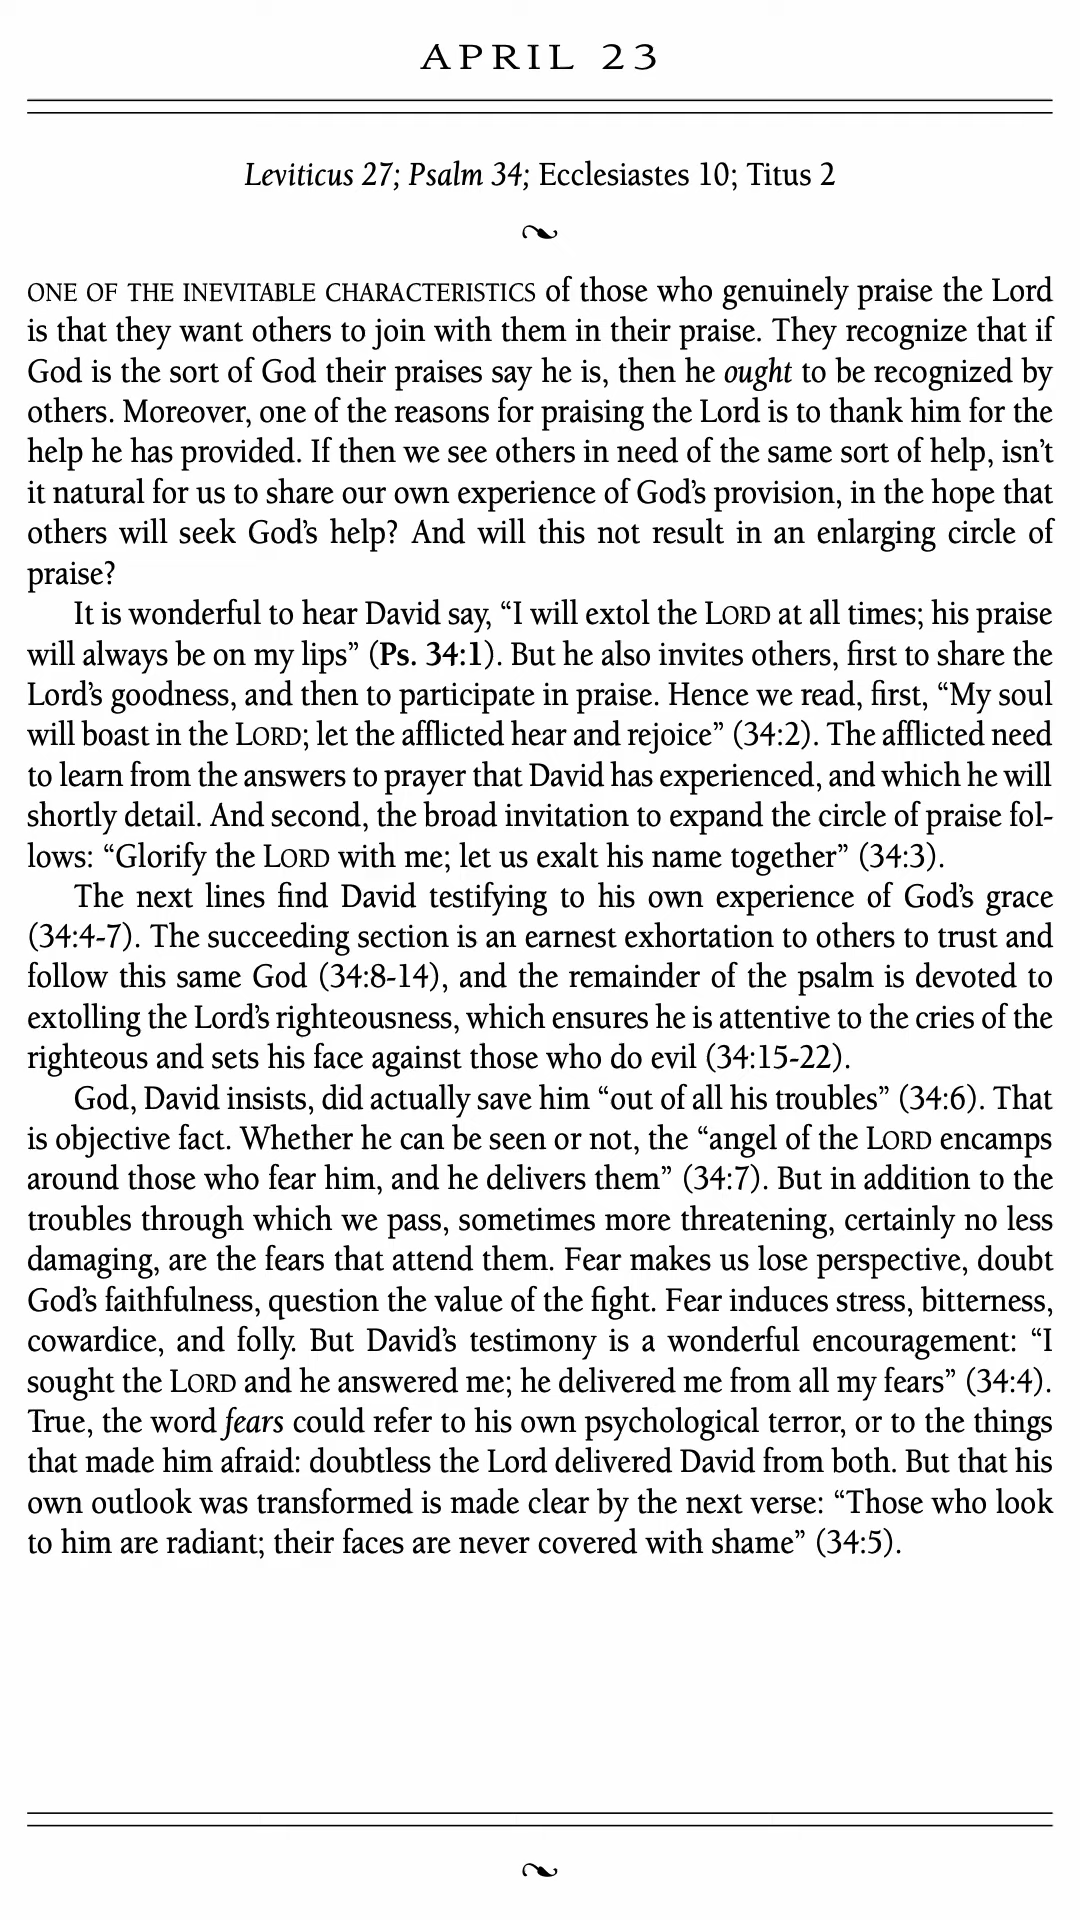 APRIL 23
Leviticus 27; Psalm 34; Ecclesiastes 10; Titus 2
ONE OF THE INEVITABLE CHARACTERISTICS of those who genuinely praise the Lord
is that they want others to join with them in their praise. They recognize that if
God is the sort of God their praises say he is, then he ought to be recognized by
others. Moreover, one of the reasons for praising the Lord is to thank him for the
help he has provided. If then we see others in need of the same sort of help, isn’t
it natural for us to share our own experience of God’s provision, in the hope that
others will seek God’s help? And will this not result in an enlarging circle of
praise?
It is wonderful to hear David say, “I will extol the LORD at all times; his praise
will always be on my lips” (Ps. 34:1). But he also invites others, first to share the
Lord’s goodness, and then to participate in praise. Hence we read, first, “My soul
will boast in the LORD; let the afflicted hear and rejoice” (34:2). The afflicted need
to learn from the answers to prayer that David has experienced, and which he will
shortly detail. And second, the broad invitation to expand the circle of praise fol-
lows: “Glorify the LORD with me; let us exalt his name together” (34:3).
The next lines find David testifying to his own experience of God’s grace
(34:4-7). The succeeding section is an earnest exhortation to others to trust and
follow this same God (34:8-14), and the remainder of the psalm is devoted to
extolling the Lord’s righteousness, which ensures he is attentive to the cries of the
righteous and sets his face against those who do evil (34:15-22).
God, David insists, did actually save him “out of all his troubles” (34:6). That
is objective fact. Whether he can be seen or not, the “angel of the LORD encamps
around those who fear him, and he delivers them” (34:7). But in addition to the
troubles through which we pass, sometimes more threatening, certainly no less
damaging, are the fears that attend them. Fear makes us lose perspective, doubt
God’s faithfulness, question the value of the fight. Fear induces stress, bitterness,
cowardice, and folly. But David’s testimony is a wonderful encouragement: “I
sought the LORD and he answered me; he delivered me from all my fears” (34:4).
True, the word fears could refer to his own psychological terror, or to the things
that made him afraid: doubtless the Lord delivered David from both. But that his
own outlook was transformed is made clear by the next verse: “Those who look
to him are radiant; their faces are never covered with shame” (34:5).